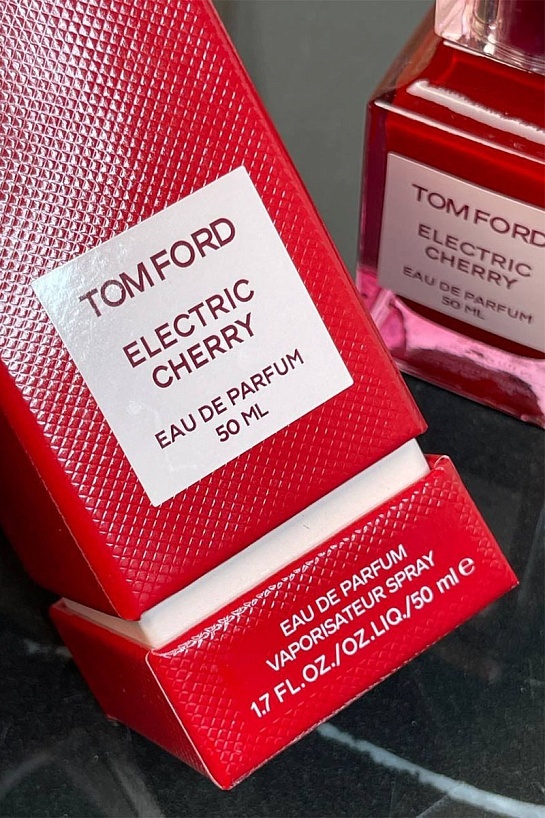 TOM FORD
ELECTRIC
CHERRY
EAU DE PARFUM
50 ML
EAU DE PARFUM
VAPORISATEUR SPRAY
1.7 FL.OZ./OZ.LIQ./50 ml ℮
TOM FORD
ELECTRIC
CHERRY
EAU DE PARFUM
50 ML